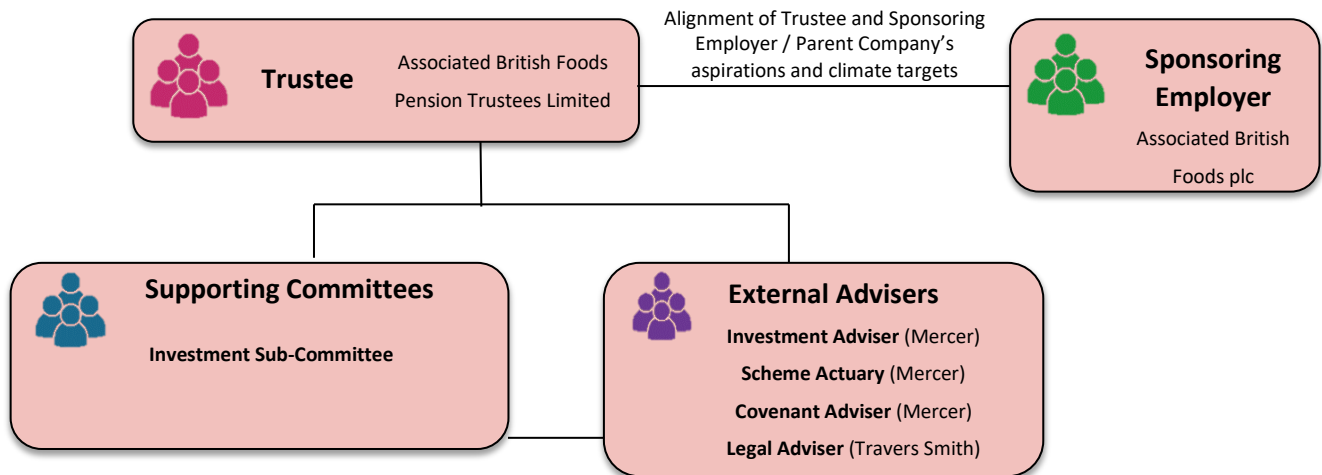 Trustee
Associated British Foods
Pension Trustees Limited
Alignment of Trustee and Sponsoring
Employer / Parent Company’s
aspirations and climate targets
Sponsoring
Employer
Associated British
Foods plc
Supporting Committees
Investment Sub-Committee
External Advisers
Investment Adviser (Mercer)
Scheme Actuary (Mercer)
Covenant Adviser (Mercer)
Legal Adviser (Travers Smith)